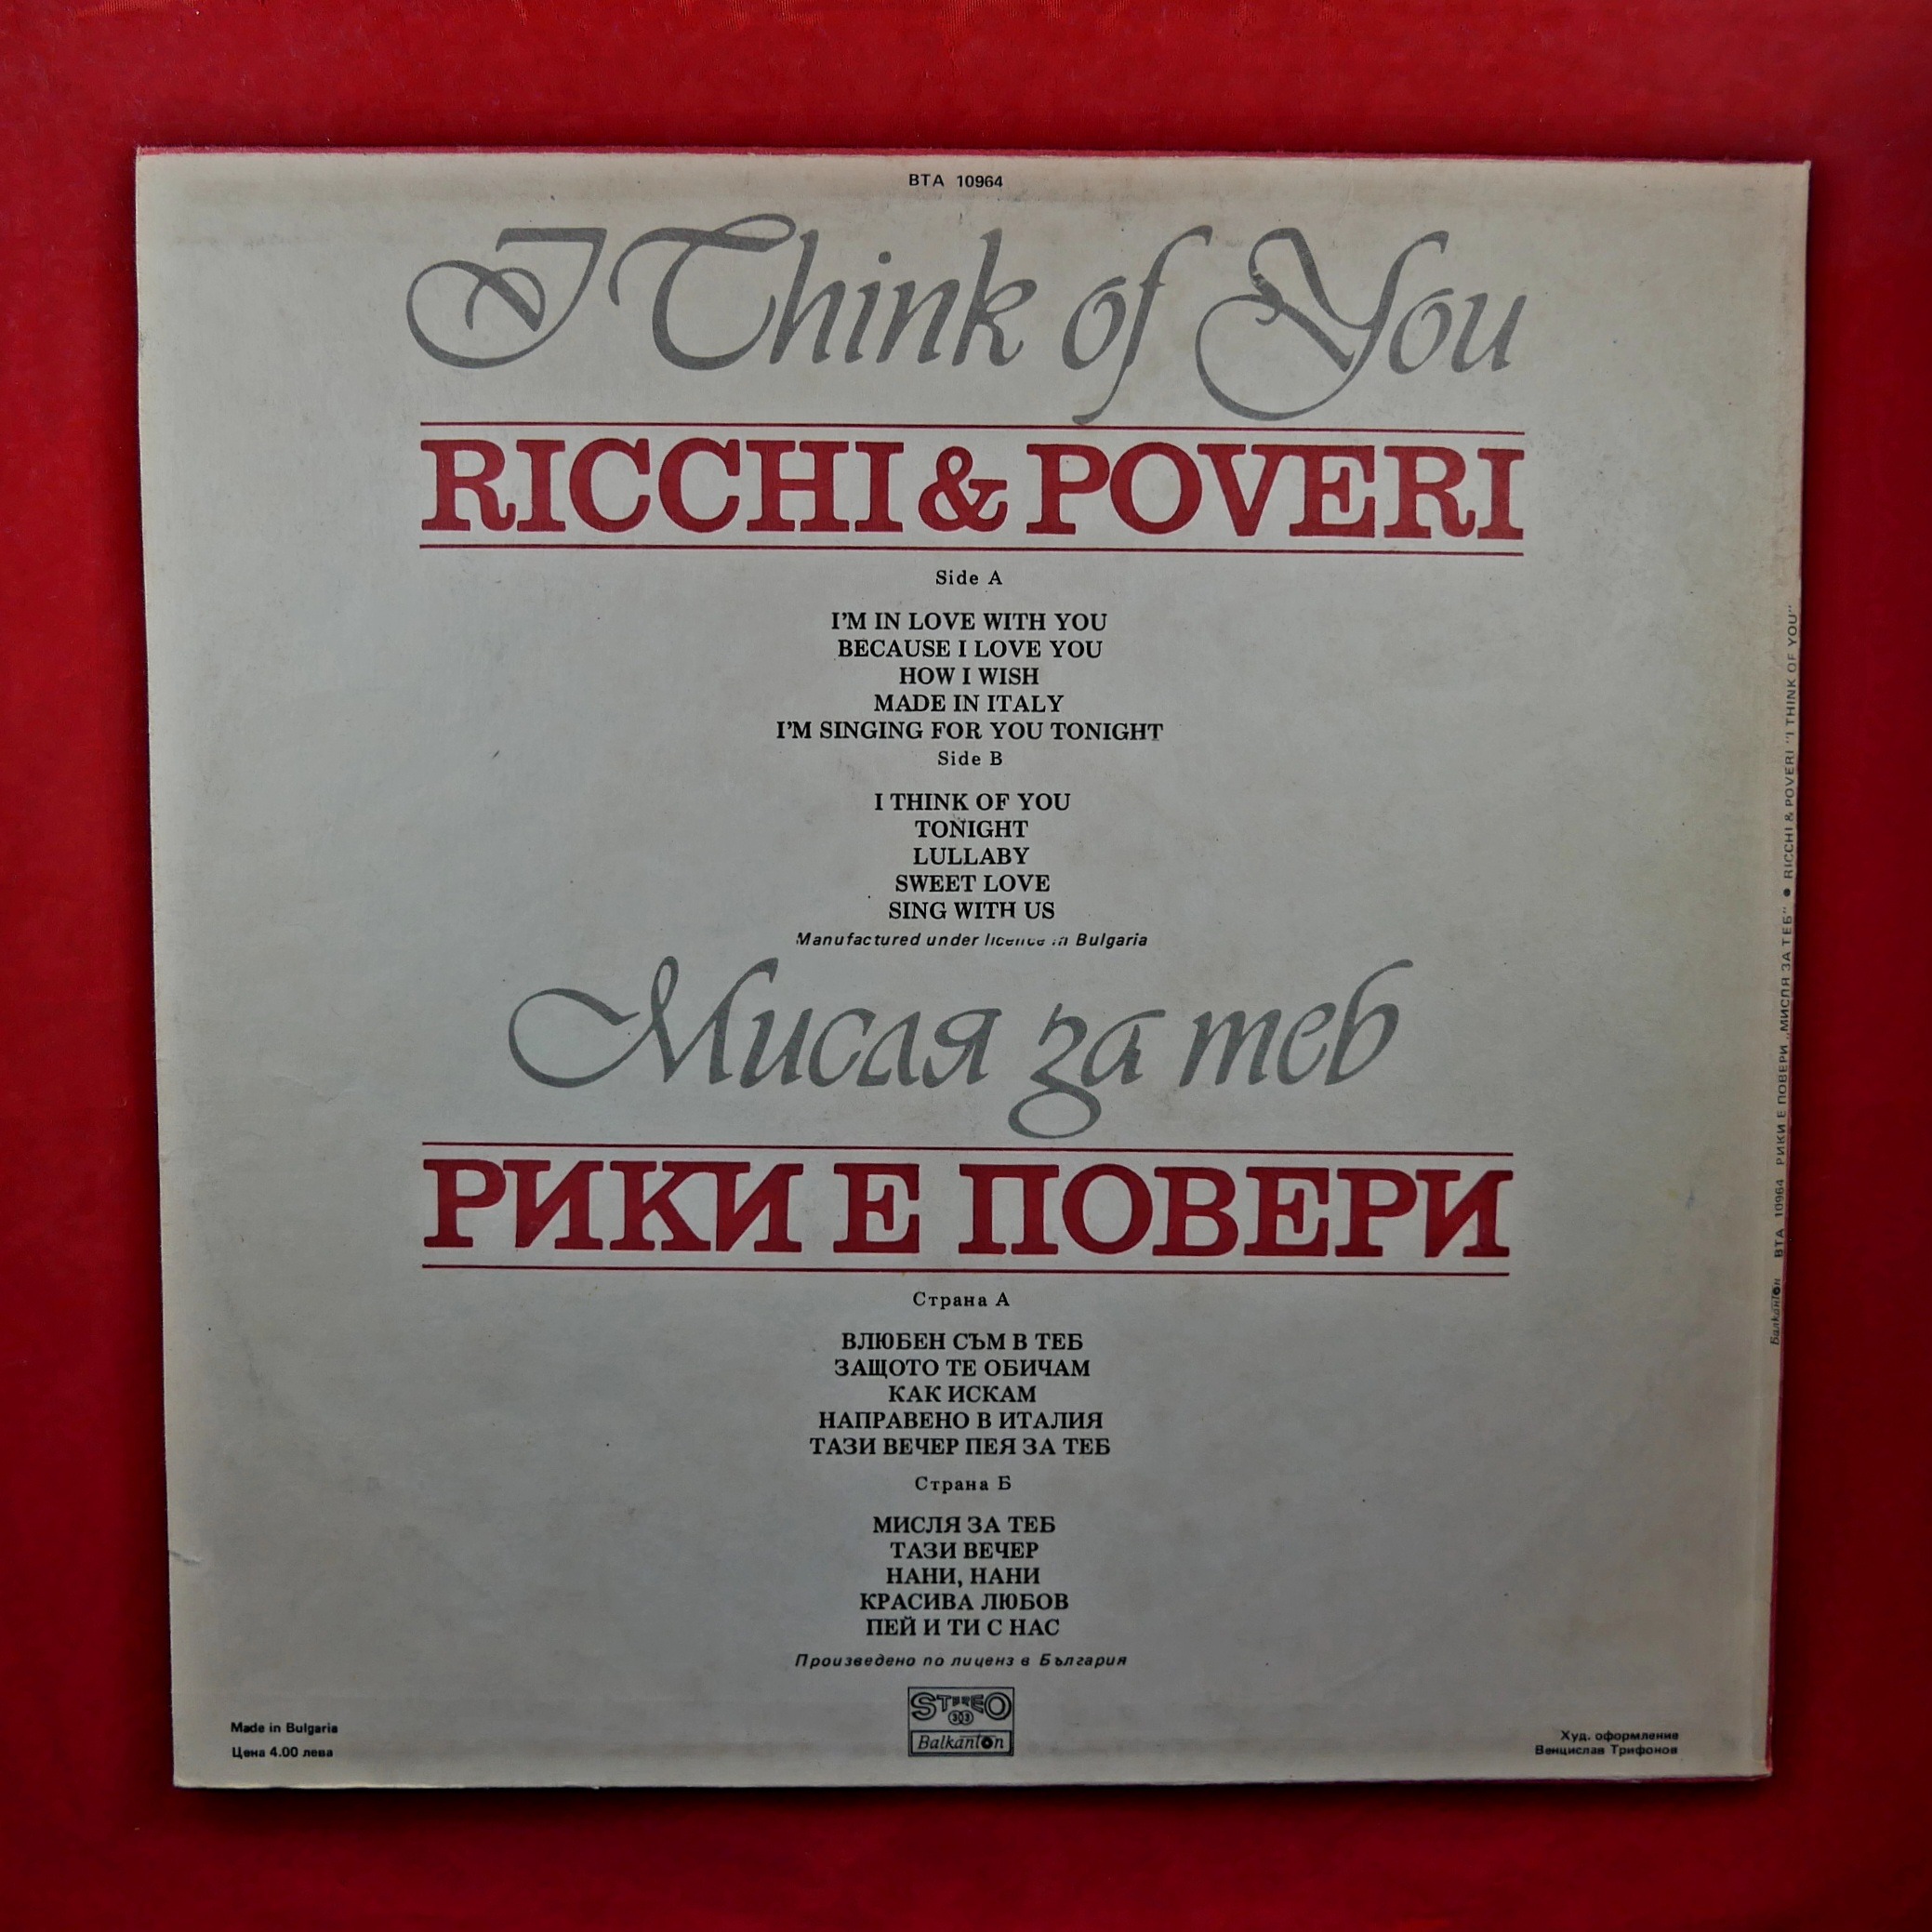 BTA 10964
I Think of You
RICCHI & POVERI
Side A
I'M IN LOVE WITH YOU
BECAUSE I LOVE YOU
HOW I WISH
MADE IN ITALY
I'M SINGING FOR YOU TONIGHT
Side B
I THINK OF YOU
TONIGHT
LULLABY
SWEET LOVE
SING WITH US
Manufactured under licence in Bulgaria
Мисля за теб
РИКИ Е ПОВЕРИ
Страна А
ВЛЮБЕН СЪМ В ТЕБ
ЗАЩОТО ТЕ ОБИЧАМ
КАК ИСКАМ
НАПРАВЕНО В ИТАЛИЯ
ТАЗИ ВЕЧЕР ПЕЯ ЗА ТЕБ
Страна Б
МИСЛЯ ЗА ТЕБ
ТАЗИ ВЕЧЕР
НАНИ, НАНИ
КРАСИВА ЛЮБОВ
ПЕЙ И ТИ С НАС
Произведено по лиценз в България
STEREO
33
Balkanton
Made in Bulgaria
Цена 4.00 лева
Худ. оформление
Венцислав Трифонов
Балкантон ВТА 10964 РИКИ Е ПОВЕРИ „МИСЛЯ ЗА ТЕБ" ● RICCHI & POVERI "I THINK OF YOU"